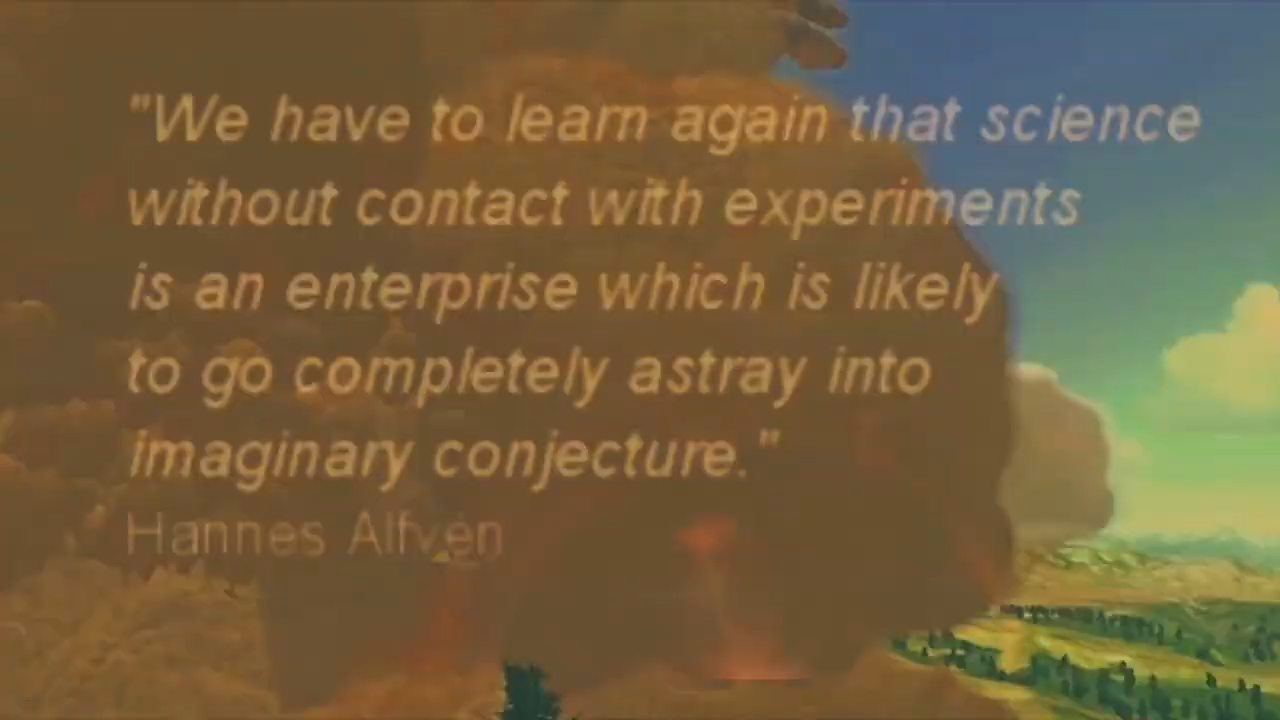 "We have to learn again that science
without contact with experiments
is an enterprise which is likely
to go completely astray into
imaginary conjecture."
Hannes Alfvén